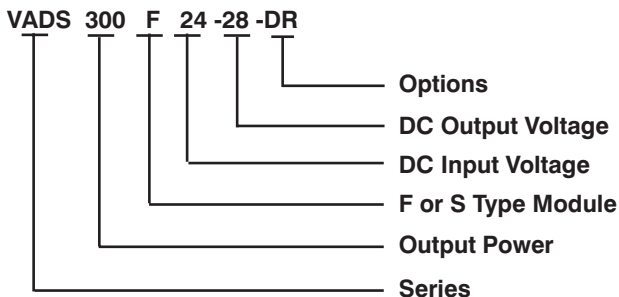 VADS 300 F 24 -28 -DR
Options
DC Output Voltage
DC Input Voltage
F or S Type Module
Output Power
Series